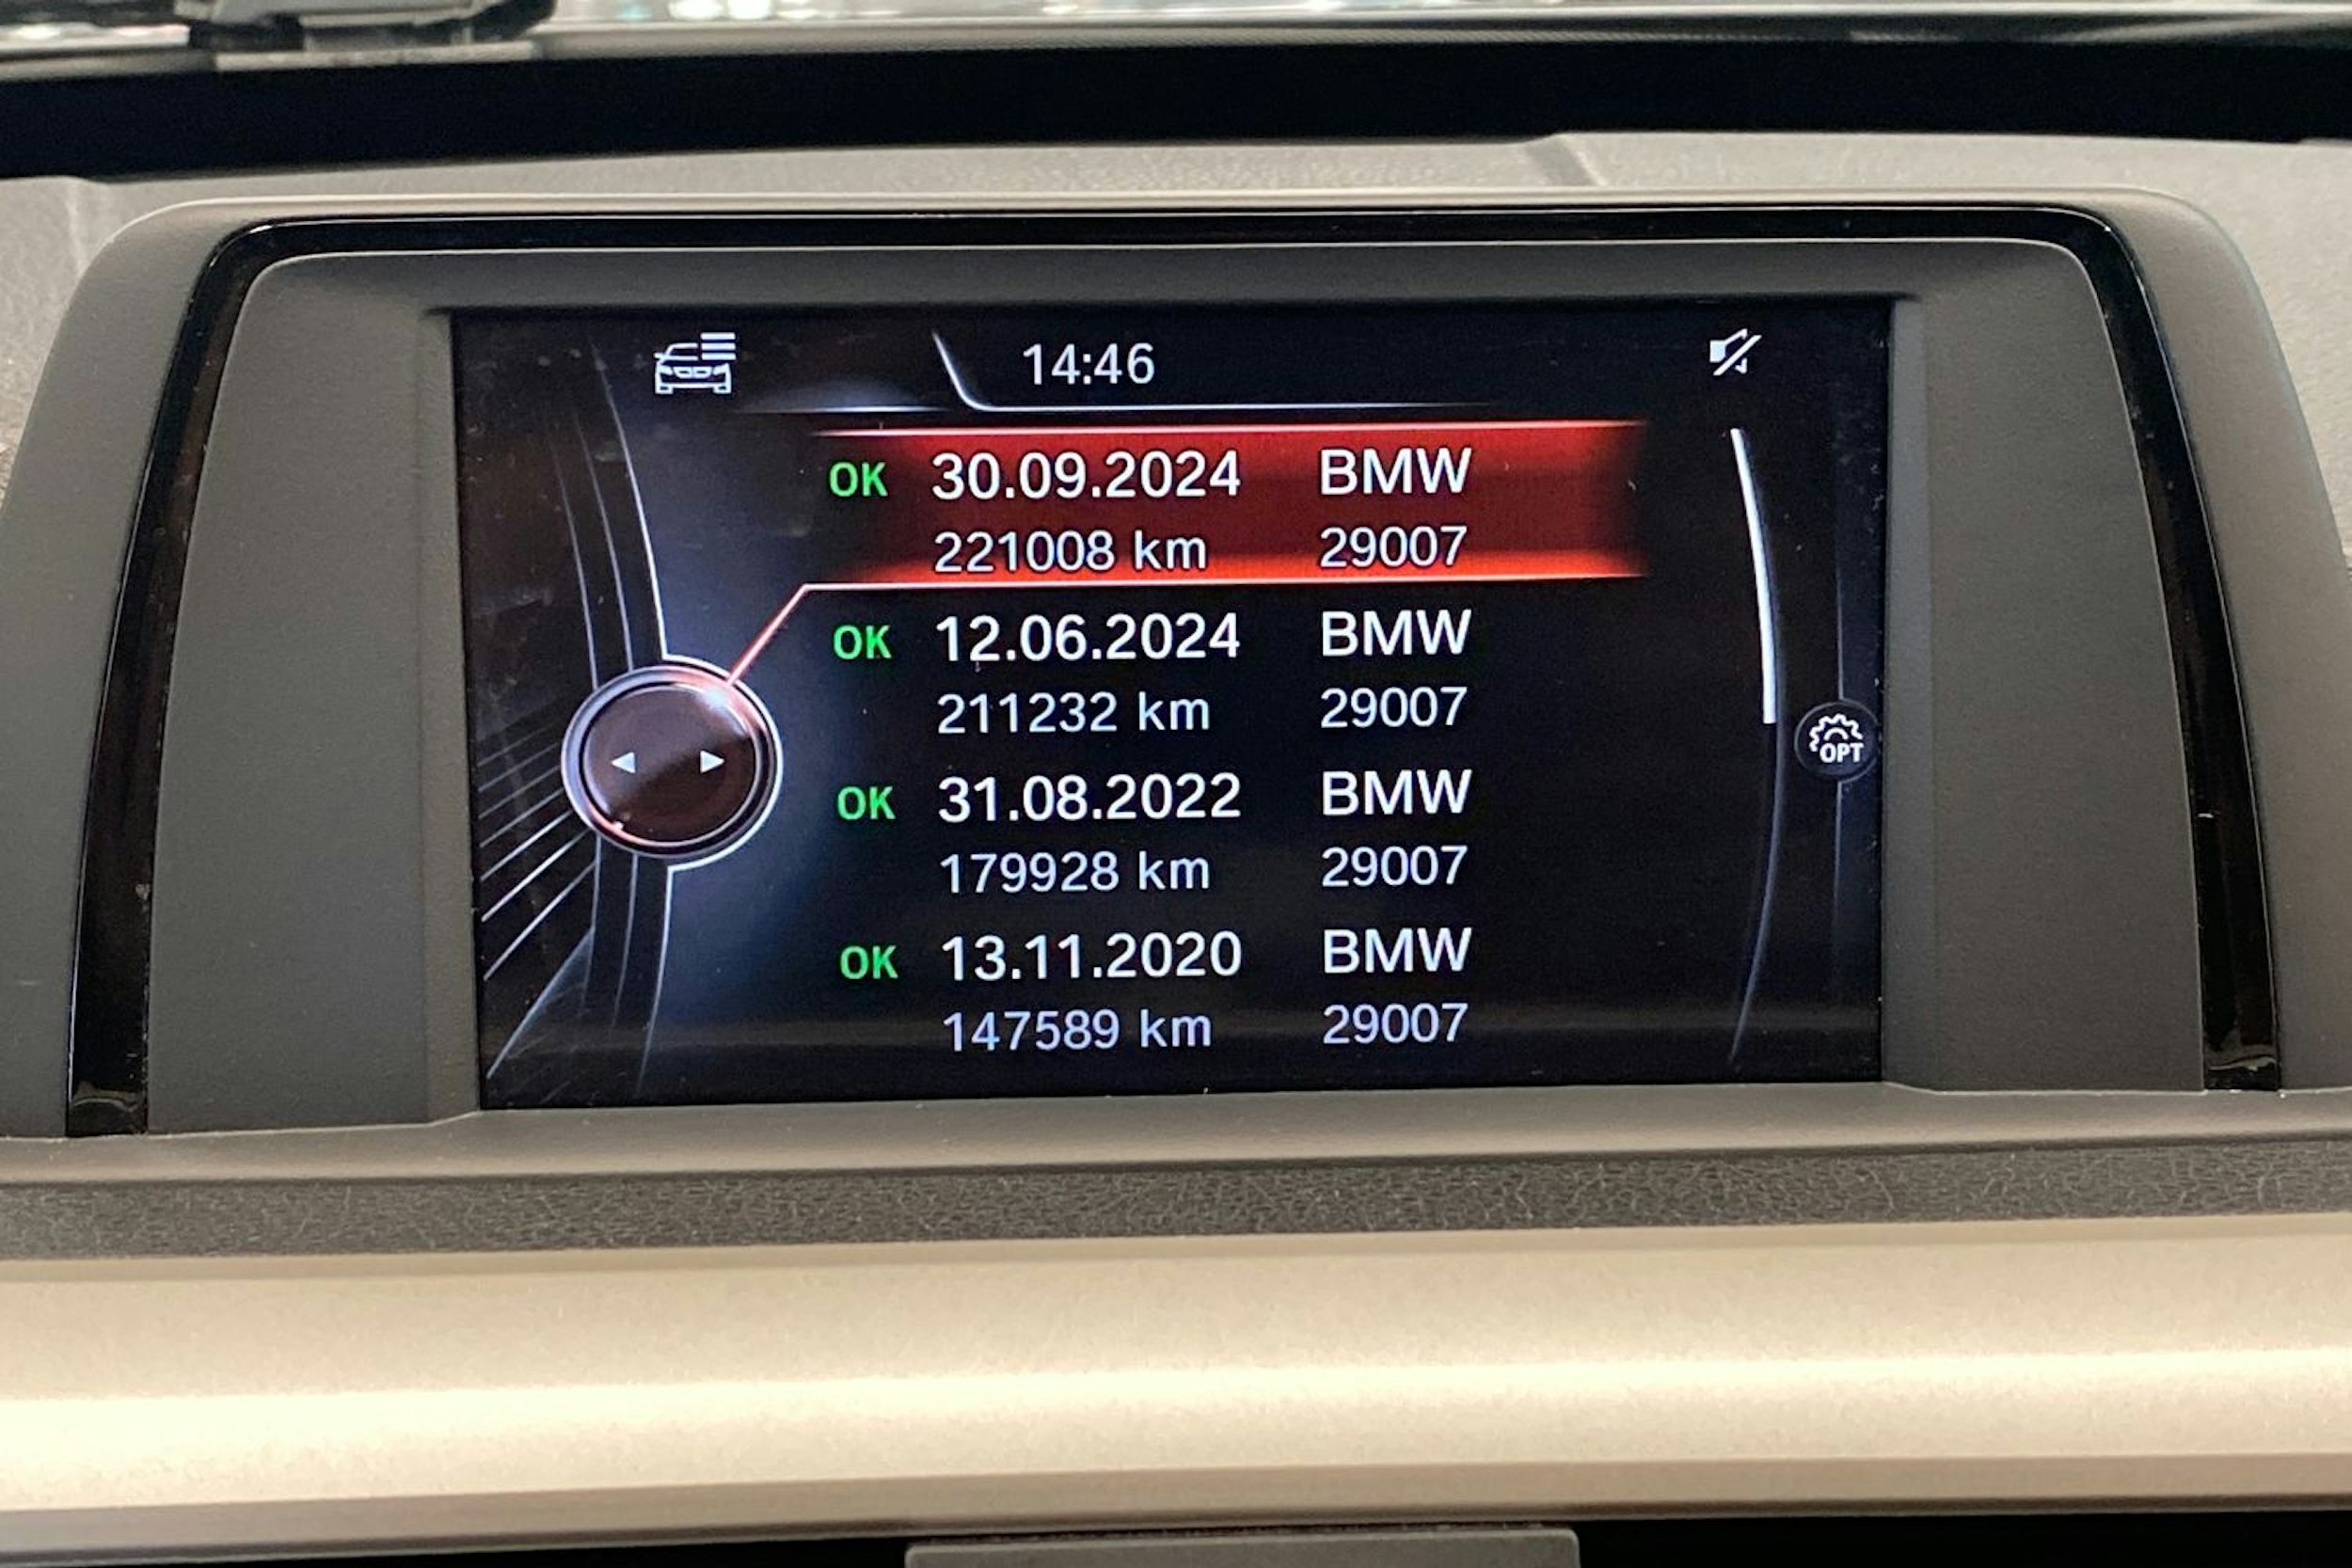 14:46
OK 30.09.2024 BMW
221008 km 29007
OK 12.06.2024 BMW
211232 km 29007
OK 31.08.2022 BMW
179928 km 29007
OPT
OK 13.11.2020 BMW
147589 km 29007